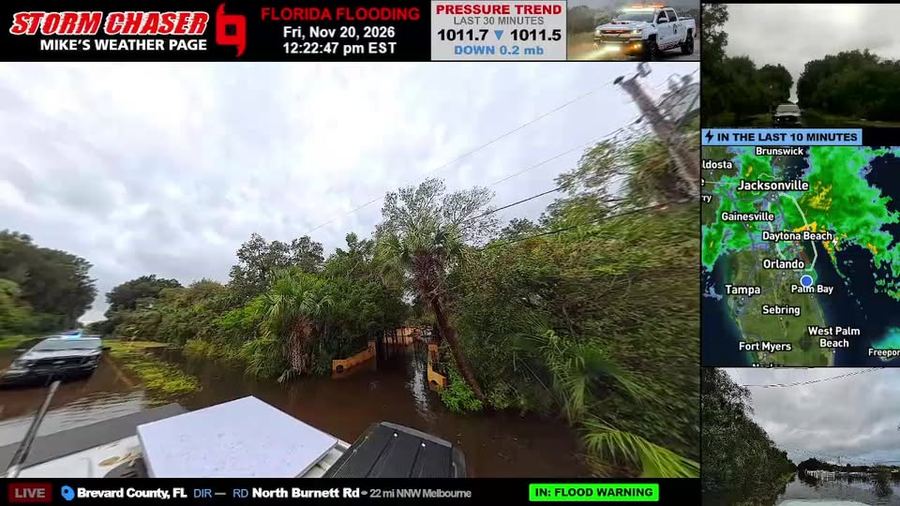 STORM CHASER
MIKE'S WEATHER PAGE
FLORIDA FLOODING
Fri, Nov 20, 2026
12:22:47 pm EST
PRESSURE TREND
LAST 30 MINUTES
1011.7 ▼ 1011.5
DOWN 0.2 mb
IN THE LAST 10 MINUTES
Brunswick
ldosta
Jacksonville
rry
Gainesville
Daytona Beach
Orlando
Tampa
Palm Bay
Sebring
West Palm
Beach
Fort Myers
Freepor
LIVE
Brevard County, FL DIR — RD North Burnett Rd • 22 mi NNW Melbourne
IN: FLOOD WARNING